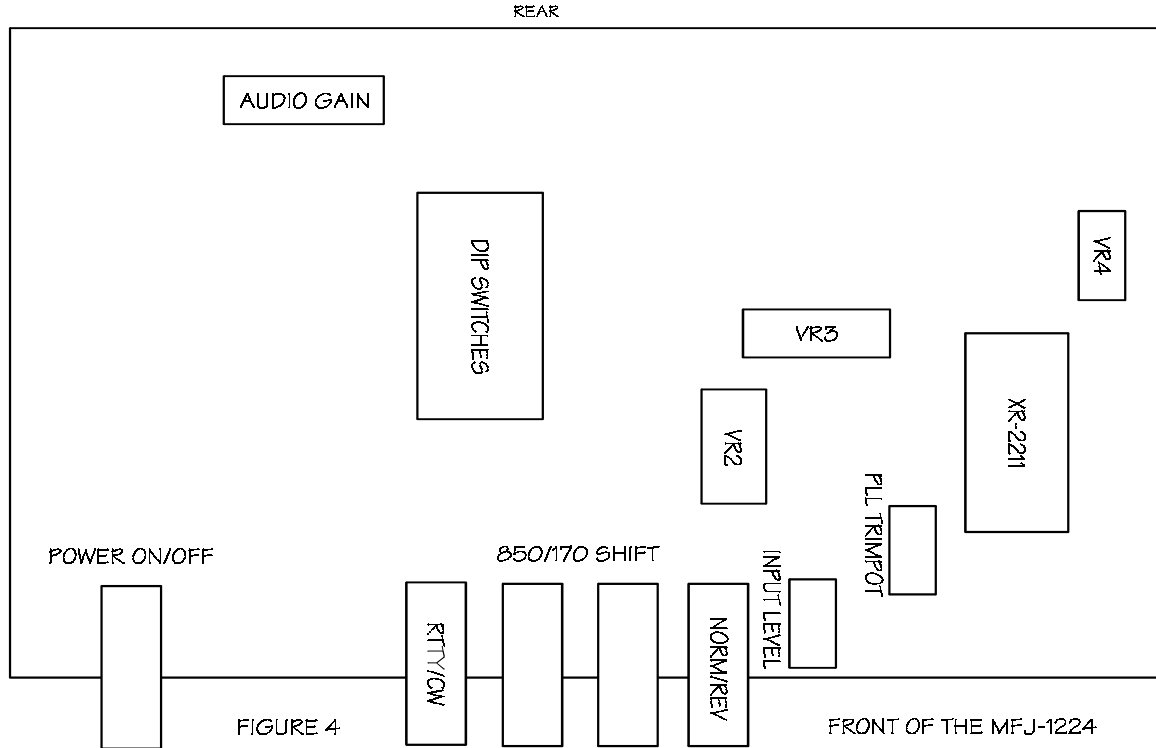 REAR
AUDIO GAIN
DIP SWITCHES
VR4
VR3
VR2
XR-2211
PLL TRIMPOT
POWER ON/OFF
850/170 SHIFT
INPUT LEVEL
RTTY/CW
NORM/REV
FIGURE 4
FRONT OF THE MFJ-1224